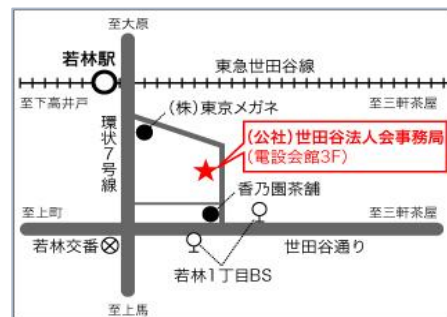 至大原
若林駅
東急世田谷線
至下高井戸
至三軒茶屋
(株)東京メガネ
環状7号線
(公社)世田谷法人会事務局
(電設会館3F)
香乃園茶舗
至上町
至三軒茶屋
若林交番
世田谷通り
若林1丁目BS
至上馬